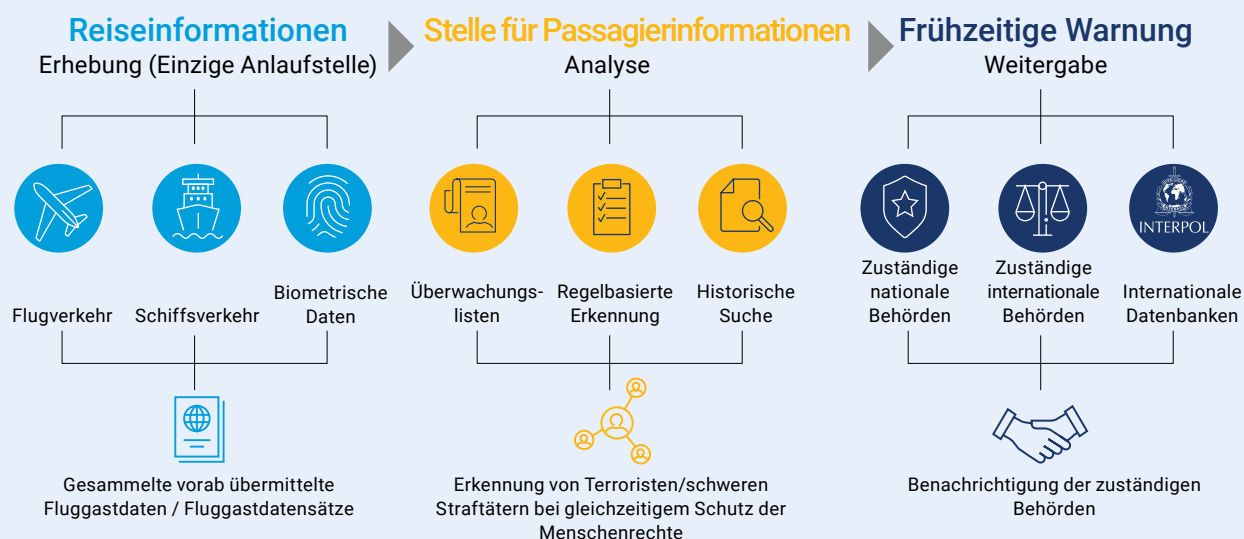 Reiseinformationen
Erhebung (Einzige Anlaufstelle)
Flugverkehr
Schiffsverkehr
Biometrische
Daten
Gesammelte vorab übermittelte
Fluggastdaten / Fluggastdatensätze
Stelle für Passagierinformationen
Analyse
Überwachungs-
listen
Regelbasierte
Erkennung
Historische
Suche
Erkennung von Terroristen/schweren
Straftätern bei gleichzeitigem Schutz der
Menschenrechte
Frühzeitige Warnung
Weitergabe
Zuständige
nationale
Behörden
Zuständige
internationale
Behörden
INTERPOL
Internationale
Datenbanken
Benachrichtigung der zuständigen
Behörden